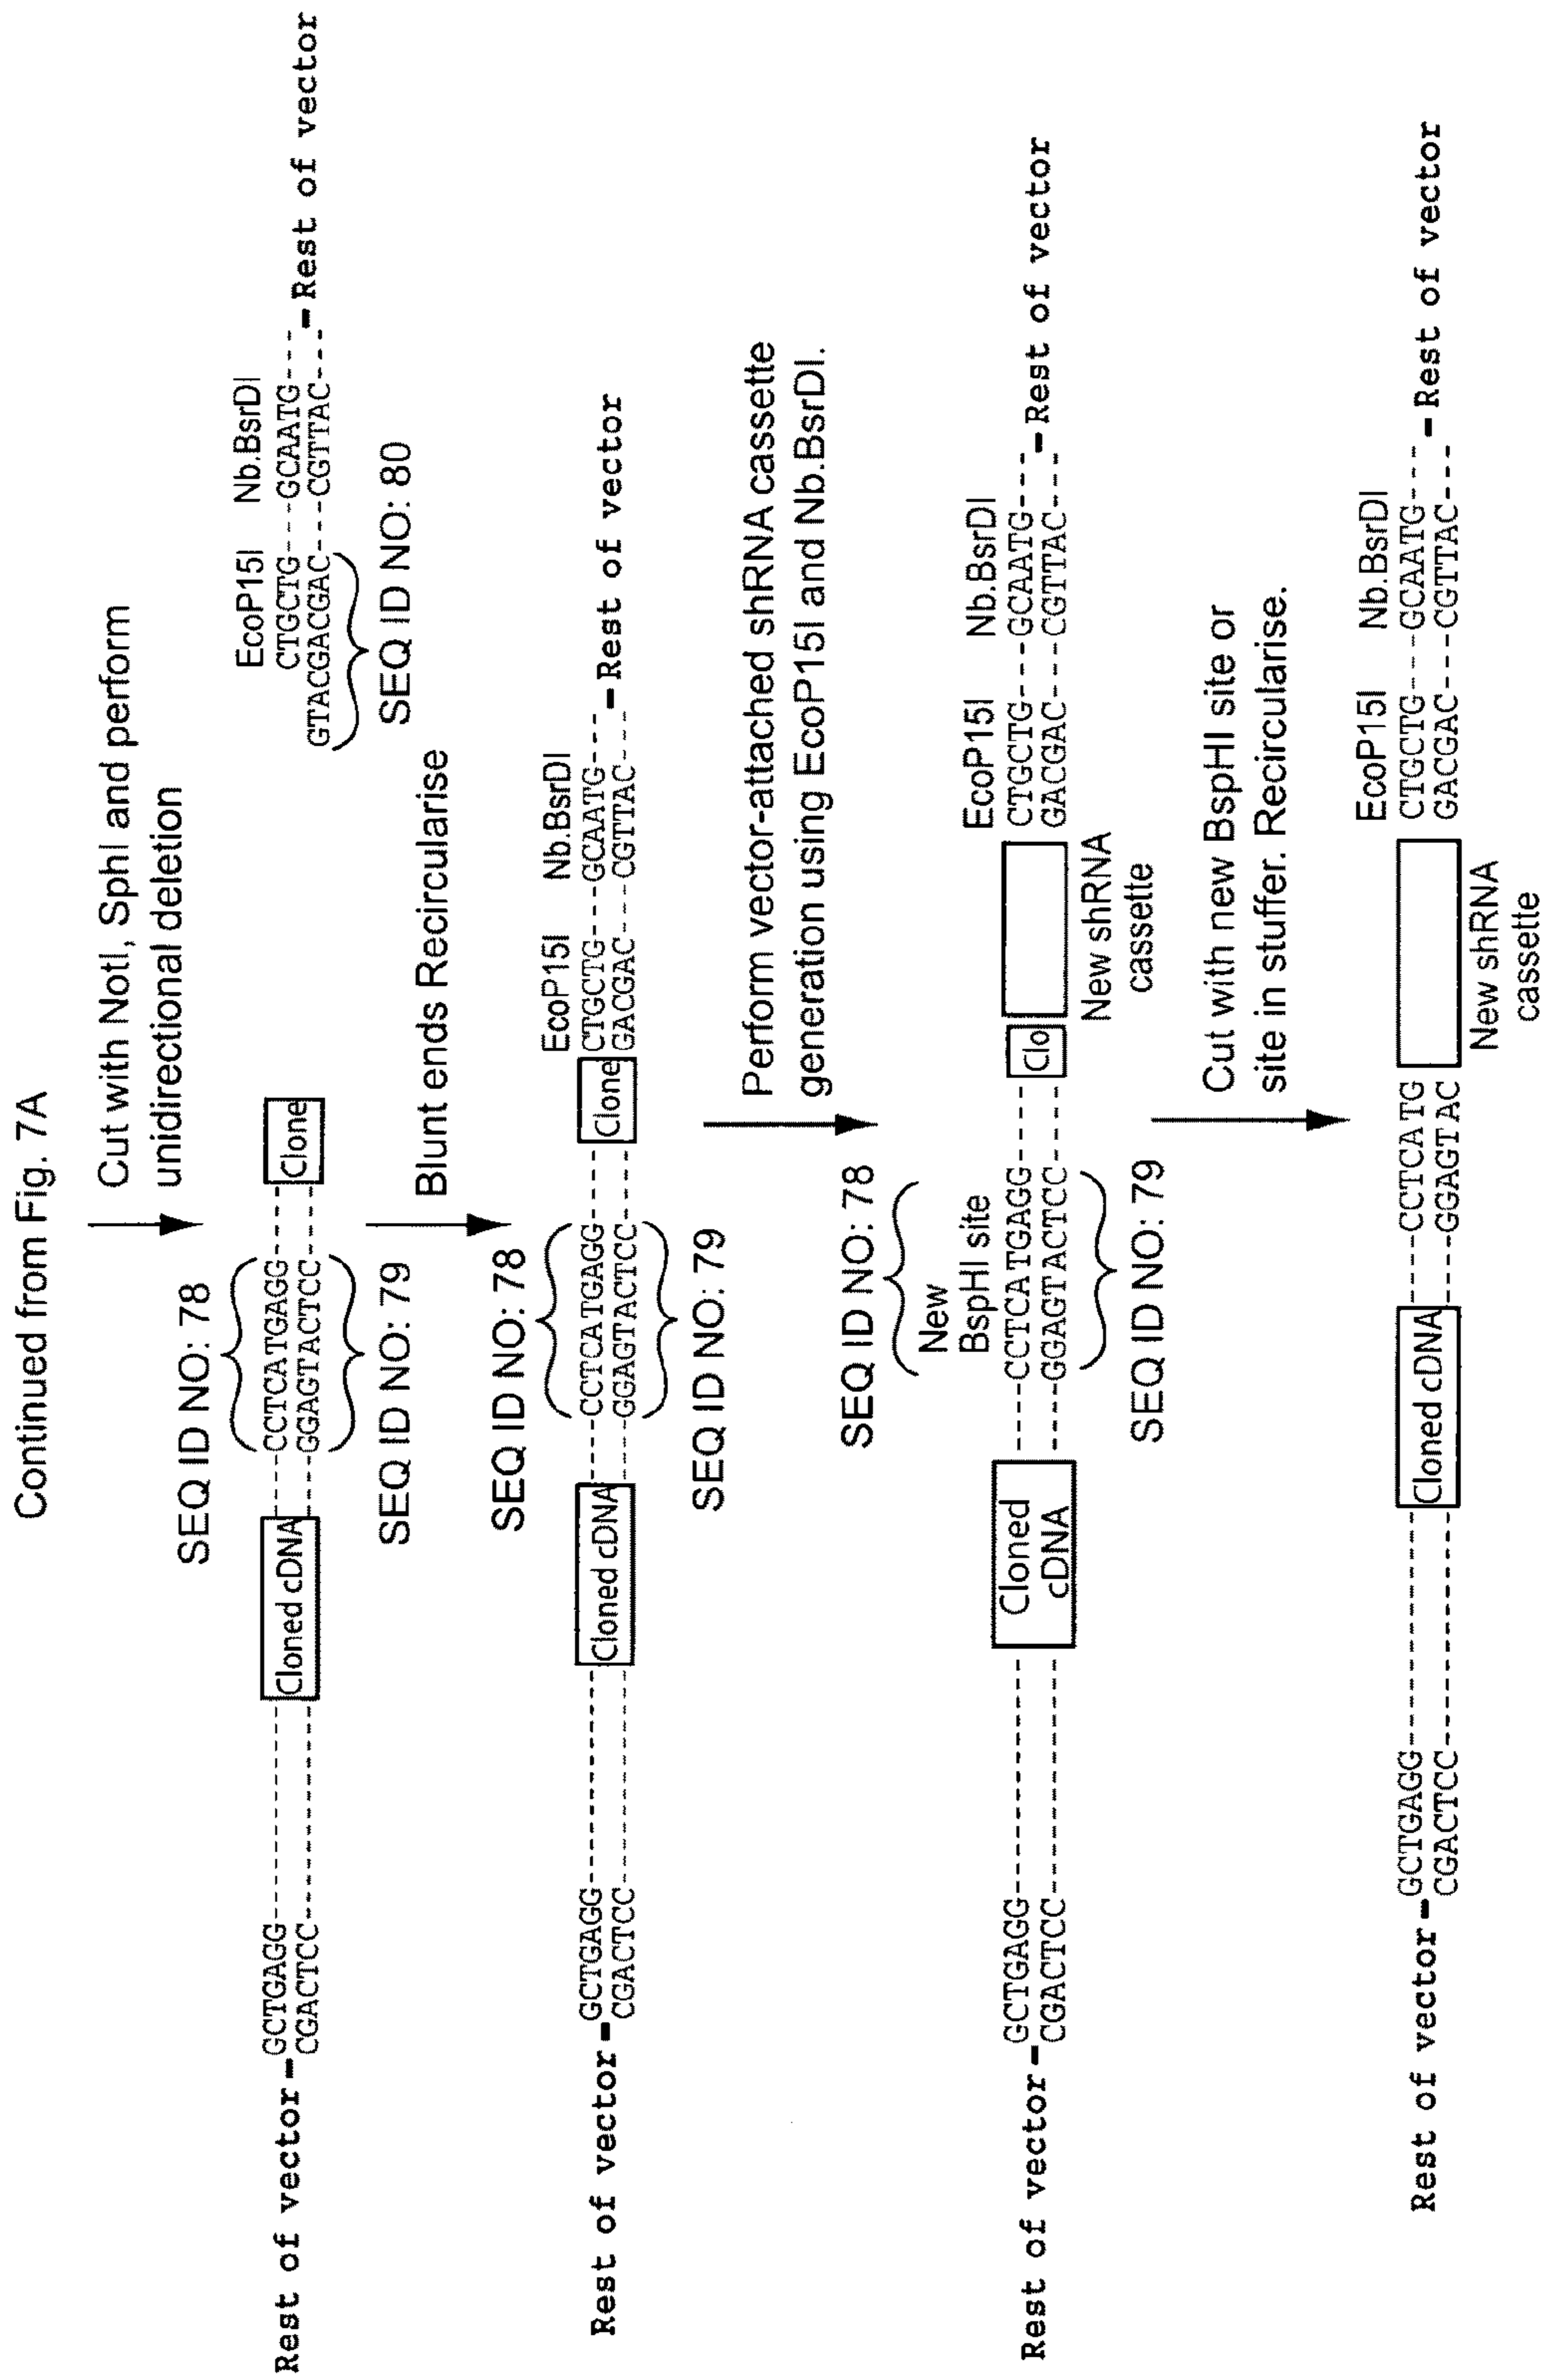 Continued from Fig. 7A
Cut with NotI, SphI and perform
unidirectional deletion
SEQ ID NO: 78
EcoP15I Nb.BsrDI
Rest of vector-GCTGAGG-------------Cloned cDNA----CCTCATGAGG-----Clone CTGCTG---GCAATG---
CGACTCC-------------GGAGTACTCC----- GTACGACGAC---CGTTAC---Rest of vector
SEQ ID NO: 79
SEQ ID NO: 80
Blunt ends Recircularise
SEQ ID NO: 78
EcoP15I Nb.BsrDI
Rest of vector-GCTGAGG-------------Cloned cDNA----CCTCATGAGG-----Clone CTGCTG---GCAATG---Rest of vector
CGACTCC-------------GGAGTACTCC-----GACGAC---CGTTAC---
SEQ ID NO: 79
Perform vector-attached shRNA cassette
generation using EcoP15I and Nb.BsrDI.
SEQ ID NO: 78
New
BspHI site
EcoP15I Nb.BsrDI
Rest of vector-GCTGAGG-------------Cloned ----CCTCATGAGG-----Clo CTGCTG---GCAATG---Rest of vector
CGACTCC-------------cDNA ----GGAGTACTCC-----GACGAC---CGTTAC---
New shRNA
cassette
SEQ ID NO: 79
Cut with new BspHI site or
site in stuffer. Recircularise.
EcoP15I Nb.BsrDI
Rest of vector-GCTGAGG-------------Cloned cDNA----CCTCATG CTGCTG---GCAATG---Rest of vector
CGACTCC-------------GGAGTAC GACGAC---CGTTAC---
New shRNA
cassette